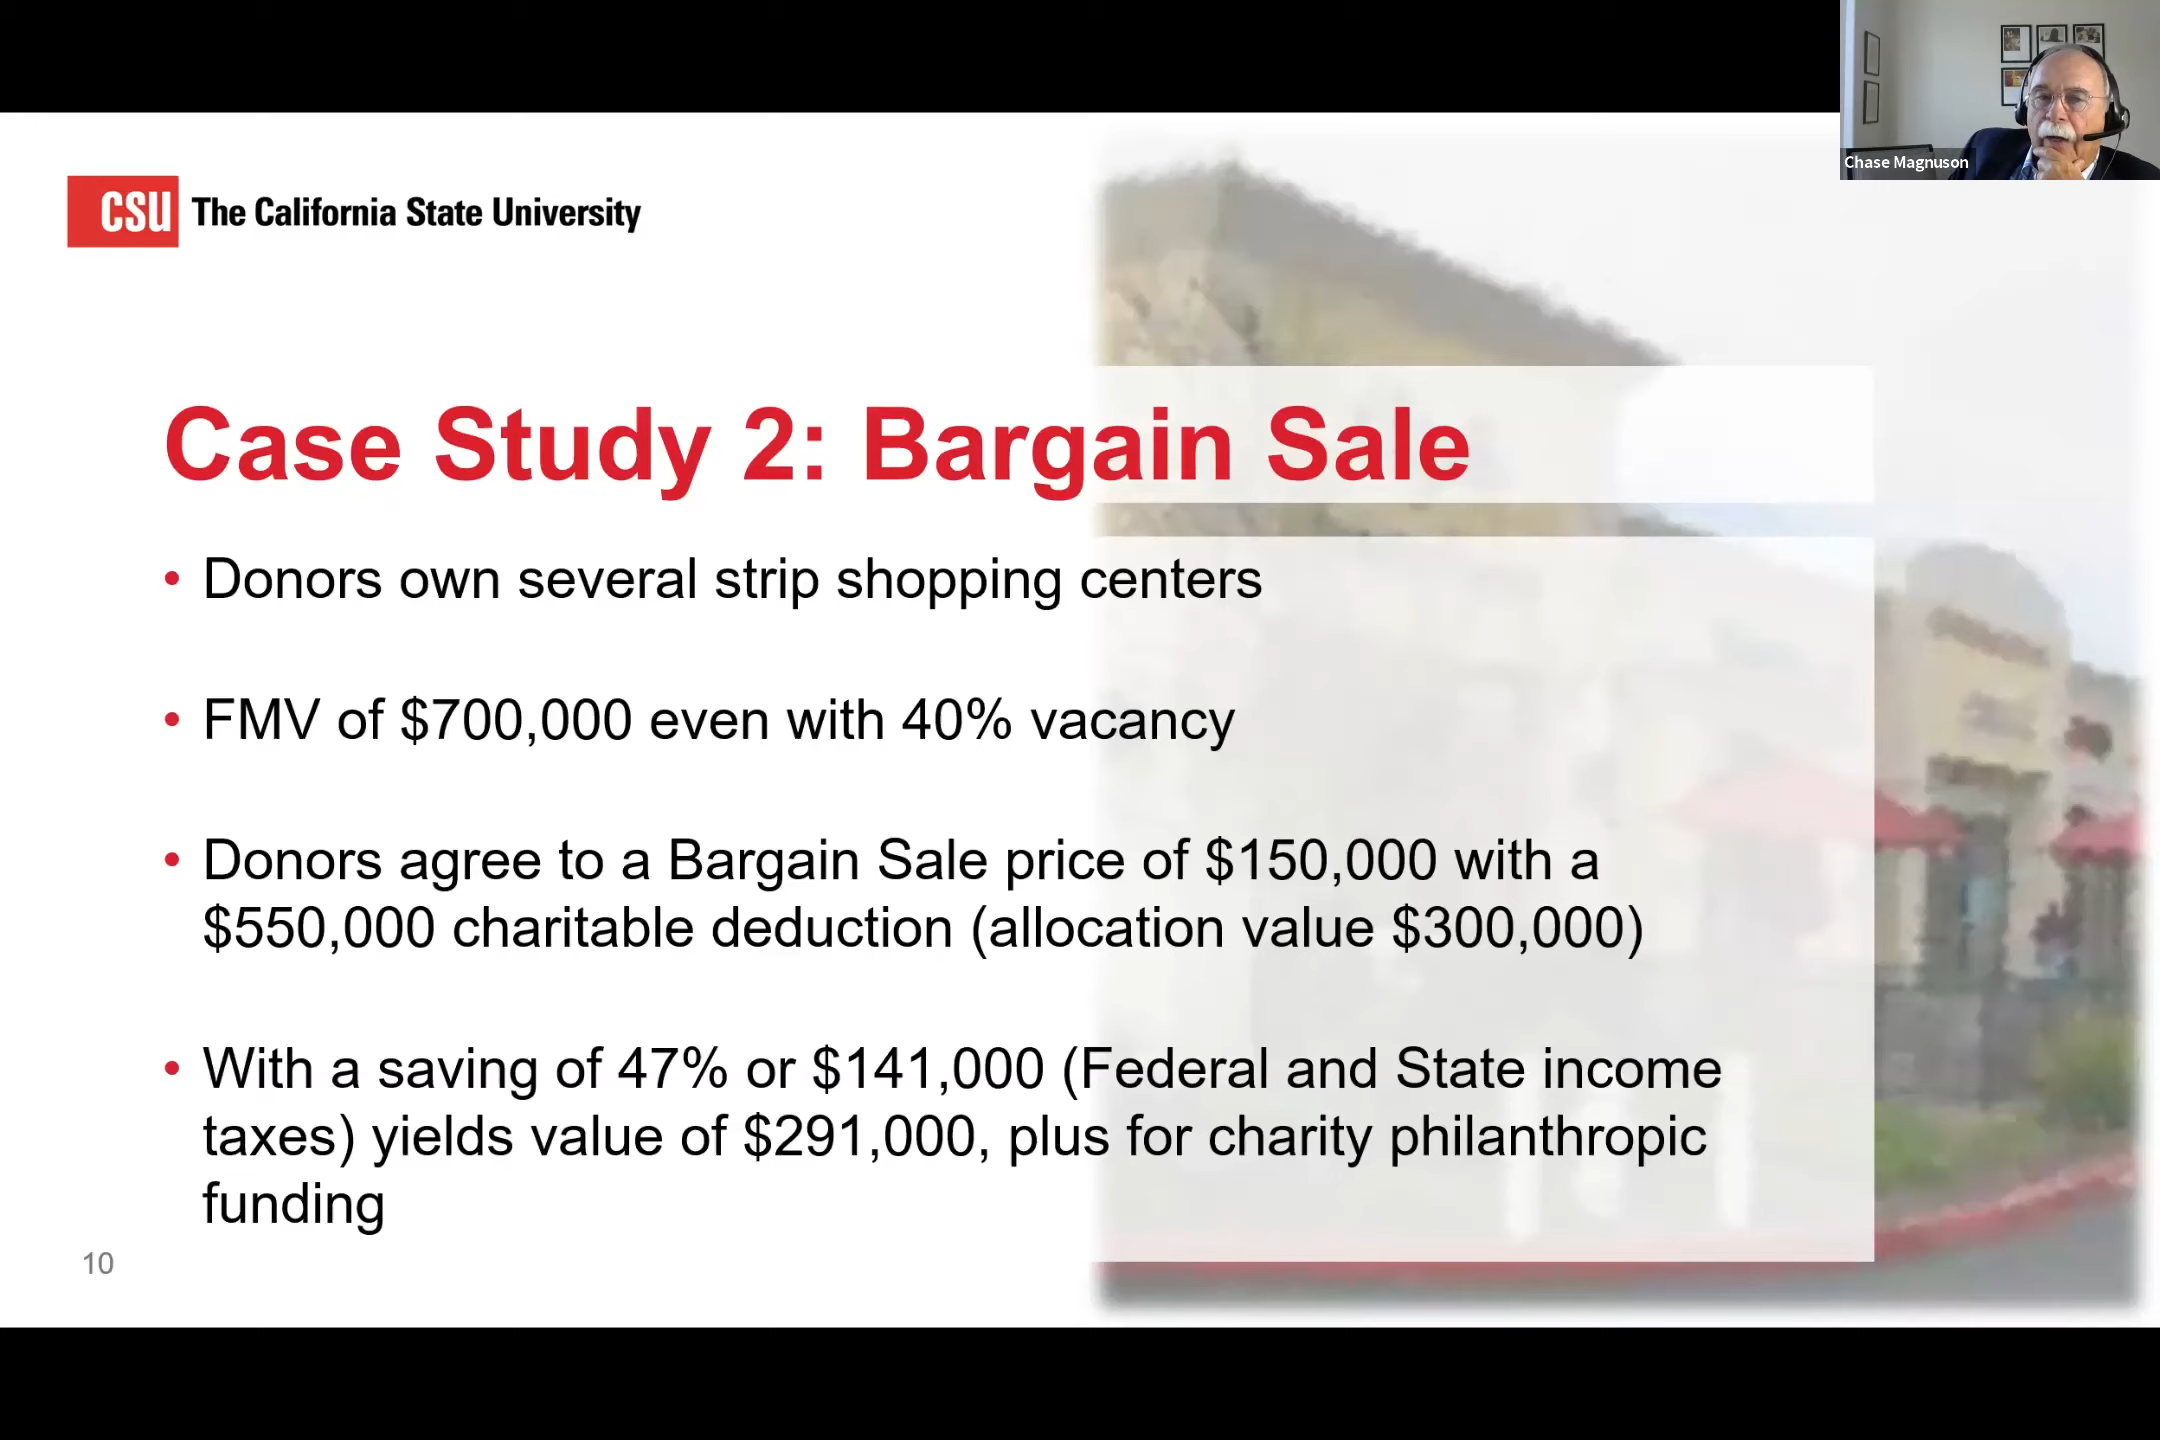 Chase Magnuson
CSU The California State University
Case Study 2: Bargain Sale
• Donors own several strip shopping centers
• FMV of $700,000 even with 40% vacancy
• Donors agree to a Bargain Sale price of $150,000 with a
$550,000 charitable deduction (allocation value $300,000)
• With a saving of 47% or $141,000 (Federal and State income
taxes) yields value of $291,000, plus for charity philanthropic
funding
10